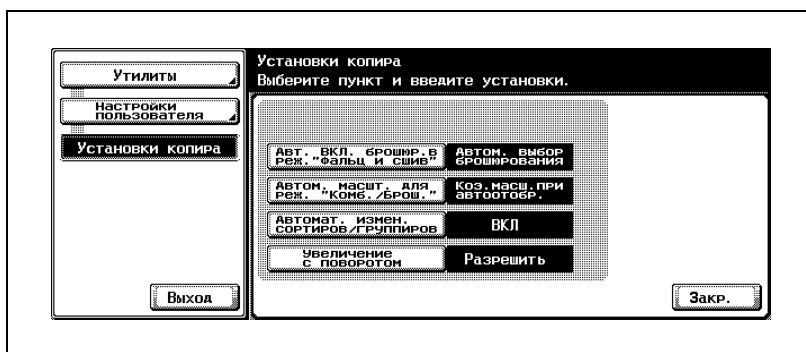 Утилиты
Настройки
пользователя
Установки копира
Выход
Установки копира
Выберите пункт и введите установки.
Авт. ВКЛ. брошюр.в
реж."Фальц и сшив"
Автом. выбор
брошюрования
Автом. масшт. для
реж. "Комб./Брош."
Коэ.масш.при
автоотобр.
Автомат. измен.
сортиров/группиров
ВКЛ
Увеличение
с поворотом
Разрешить
Закр.